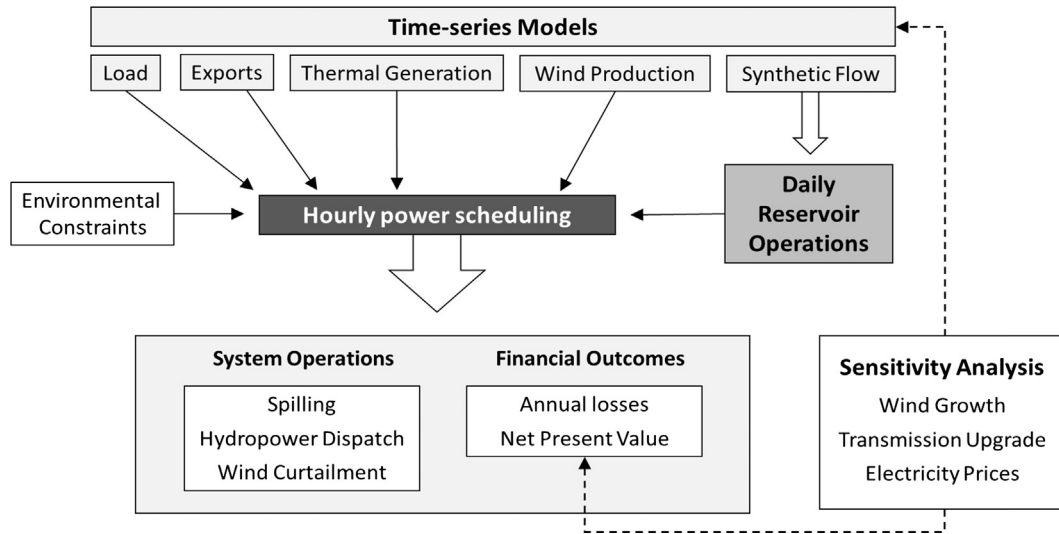 Time-series Models
Load
Exports
Thermal Generation
Wind Production
Synthetic Flow
Environmental
Constraints
Hourly power scheduling
Daily
Reservoir
Operations
System Operations
Spilling
Hydropower Dispatch
Wind Curtailment
Financial Outcomes
Annual losses
Net Present Value
Sensitivity Analysis
Wind Growth
Transmission Upgrade
Electricity Prices